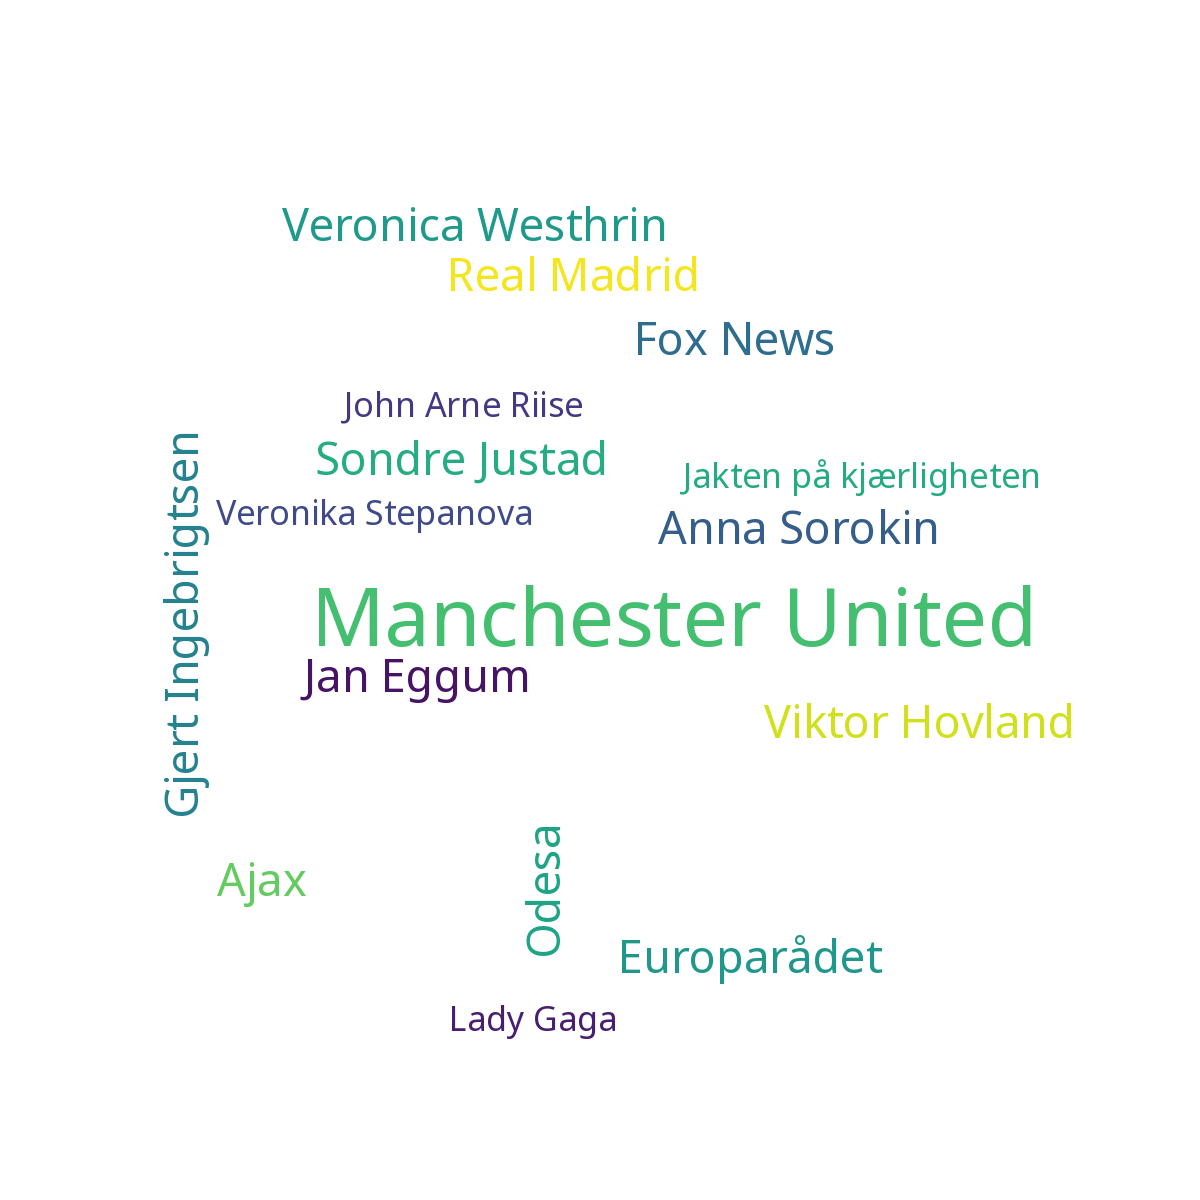 Veronica Westhrin
Real Madrid
Fox News
John Arne Riise
Sondre Justad
Jakten på kjærligheten
Veronika Stepanova
Anna Sorokin
Gjert Ingebrigtsen
Manchester United
Jan Eggum
Viktor Hovland
Ajax
Odesa
Europarådet
Lady Gaga